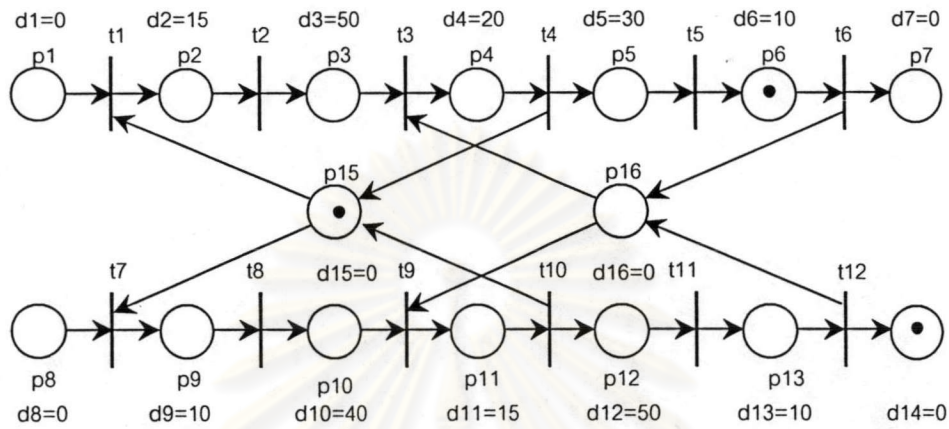 d1=0 d2=15 d3=50 d4=20 d5=30 d6=10 d7=0
t1 t2 t3 t4 t5 t6
p1 p2 p3 p4 p5 p6 p7
p15 p16
t7 t8 d15=0 t9 t10 d16=0 t11 t12
p8 p9 p10 p11 p12 p13
d8=0 d9=10 d10=40 d11=15 d12=50 d13=10 d14=0